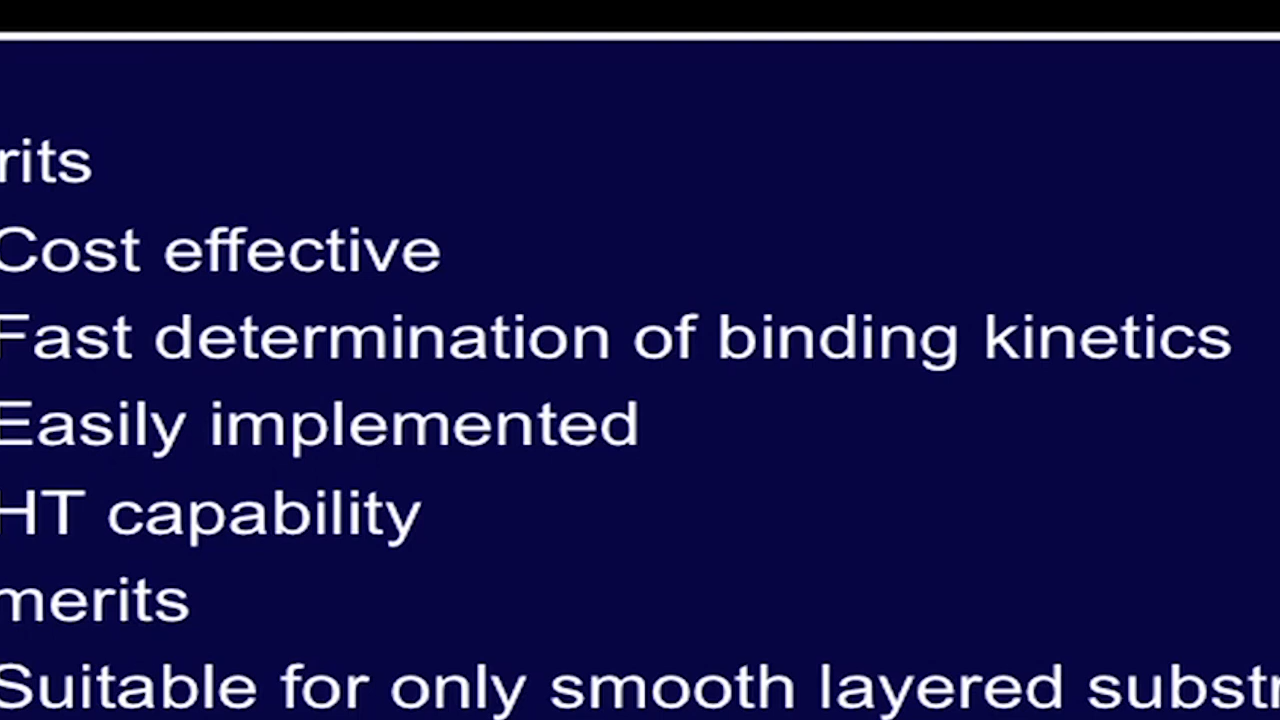 rits
Cost effective
Fast determination of binding kinetics
Easily implemented
HT capability
merits
Suitable for only smooth layered substr